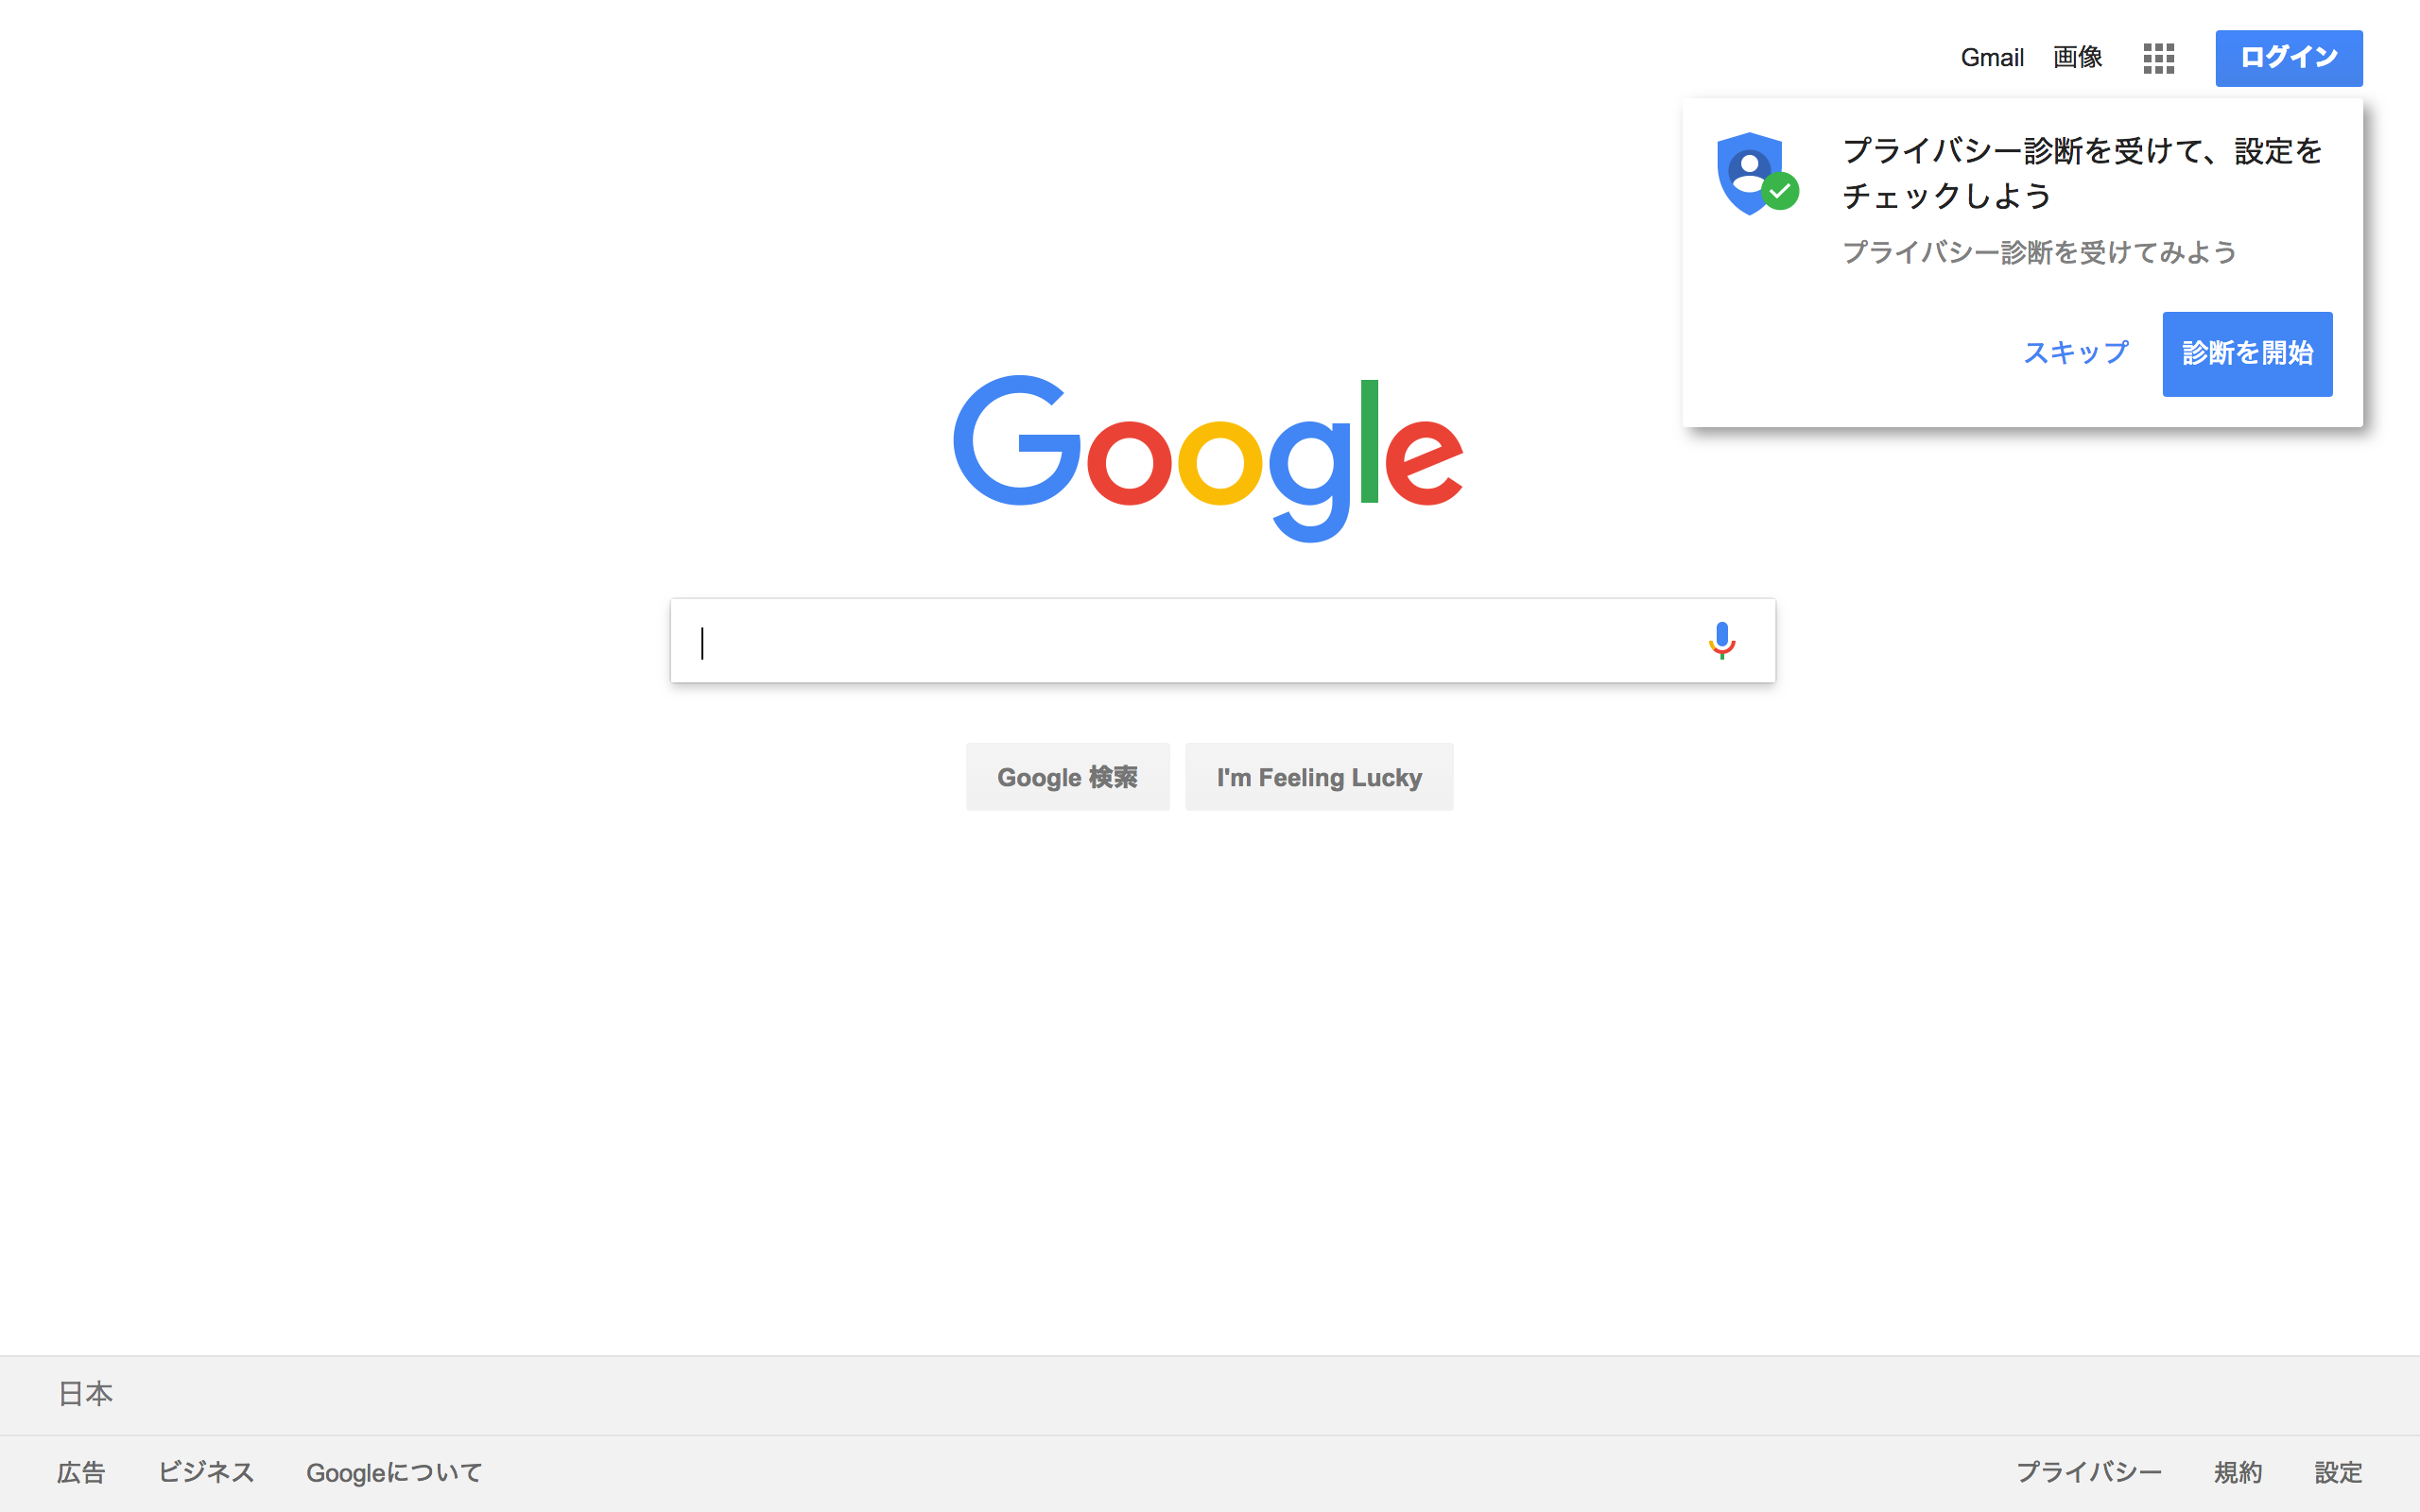 Gmail 画像 ログイン
プライバシー診断を受けて、設定を
チェックしよう
プライバシー診断を受けてみよう
スキップ 診断を開始
Google
Google 検索 I'm Feeling Lucky
日本
広告 ビジネス Googleについて プライバシー 規約 設定